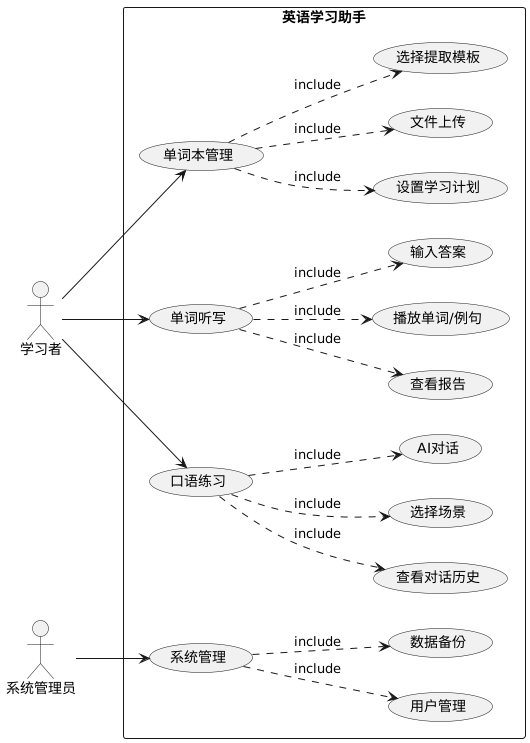 英语学习助手
选择提取模板
include
文件上传
include
单词本管理
include
设置学习计划
输入答案
include
学习者
单词听写
include
播放单词/例句
include
查看报告
AI对话
include
口语练习
include
选择场景
include
查看对话历史
系统管理员
系统管理
include
数据备份
include
用户管理